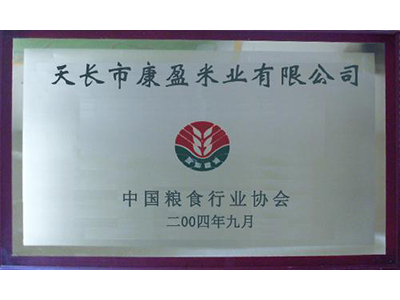 天长市康盈米业有限公司
中国粮食行业协会
二00四年九月